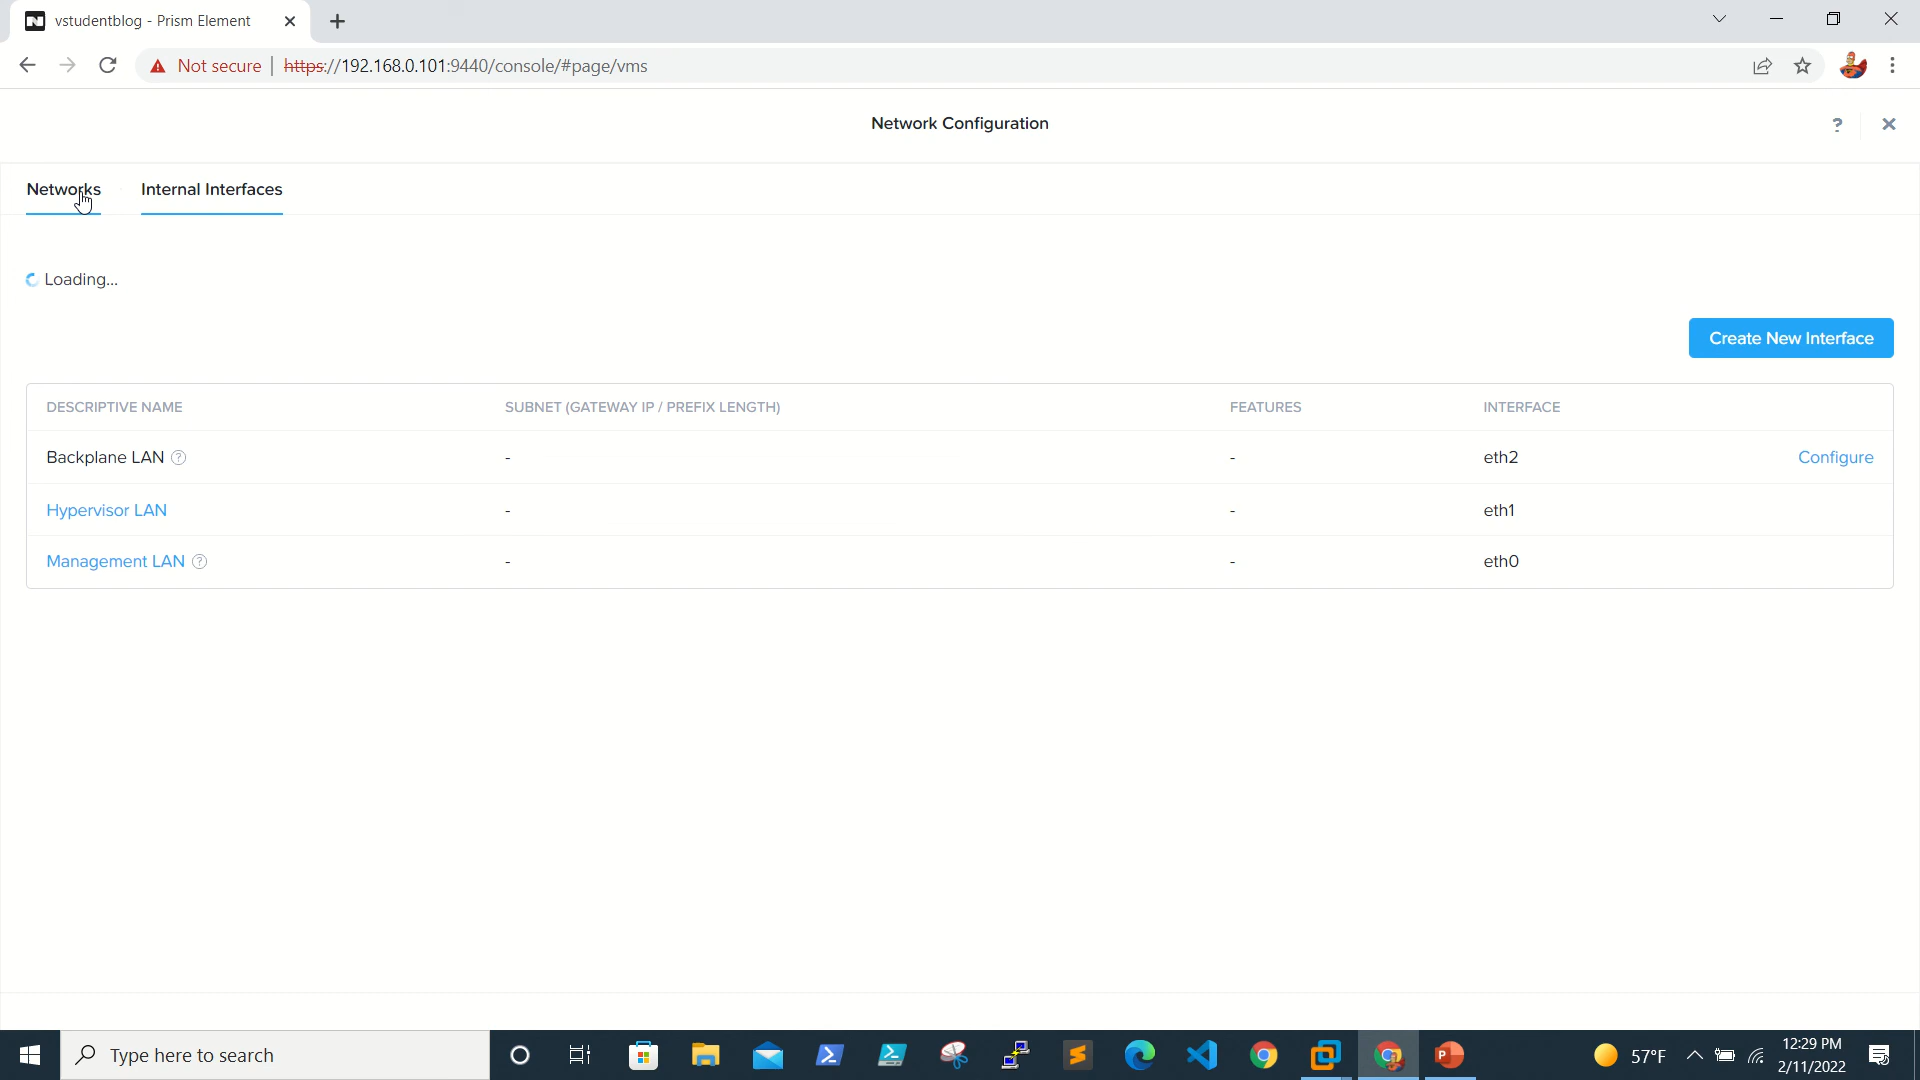 vstudentblog - Prism Element
Not secure | https://192.168.0.101:9440/console/#page/vms
Network Configuration
?
Networks Internal Interfaces
Loading...
Create New Interface
DESCRIPTIVE NAME SUBNET (GATEWAY IP / PREFIX LENGTH) FEATURES INTERFACE
Backplane LAN ? - - eth2 Configure
Hypervisor LAN - - eth1
Management LAN ? - - eth0
Type here to search
57°F
12:29 PM
2/11/2022